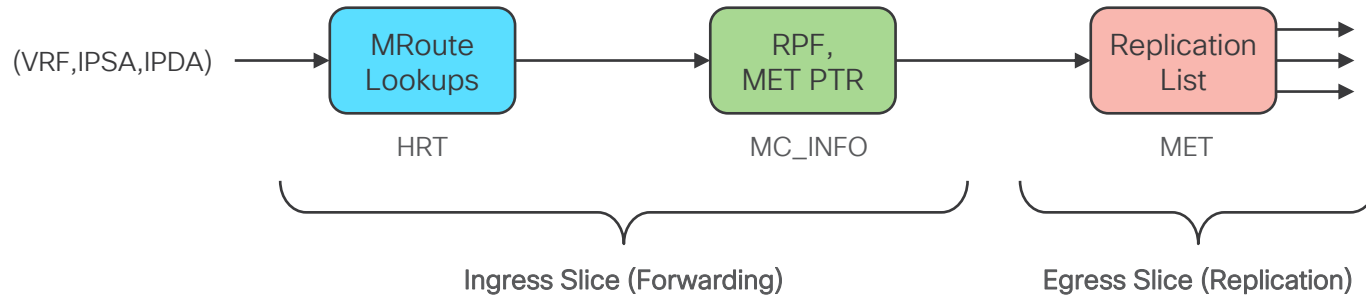 (VRF,IPSA,IPDA)
MRoute
Lookups
RPF,
MET PTR
Replication
List
HRT
MC_INFO
MET
Ingress Slice (Forwarding)
Egress Slice (Replication)